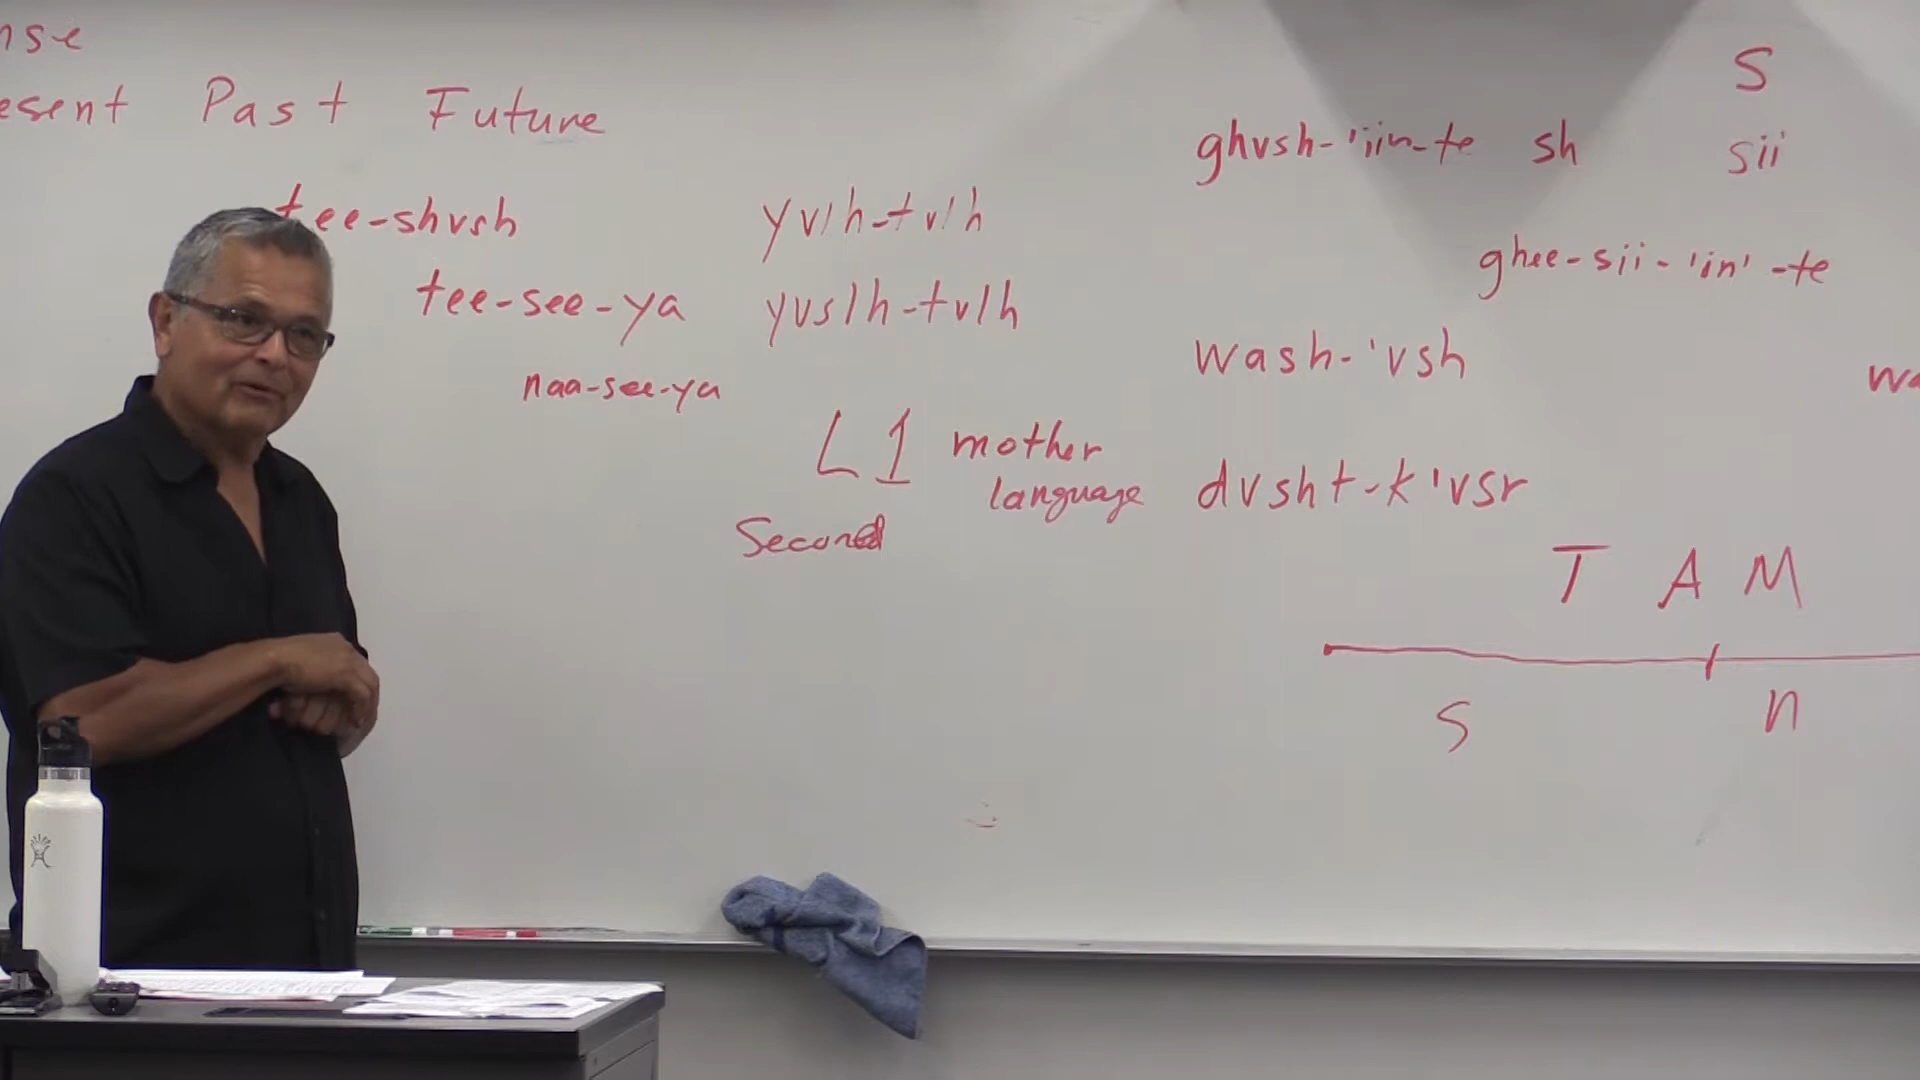 nse
esent Past Future
tee-shvsh
tee-see-ya
naa-see-ya
yvlh-tvlh
yvslh-tvlh
L1 mother
language
Second
S
ghvsh-'iin-te sh sii
ghee-sii-'in'-te
wash-'vsh
wa
dvsht-k'vsr
T A M
s n